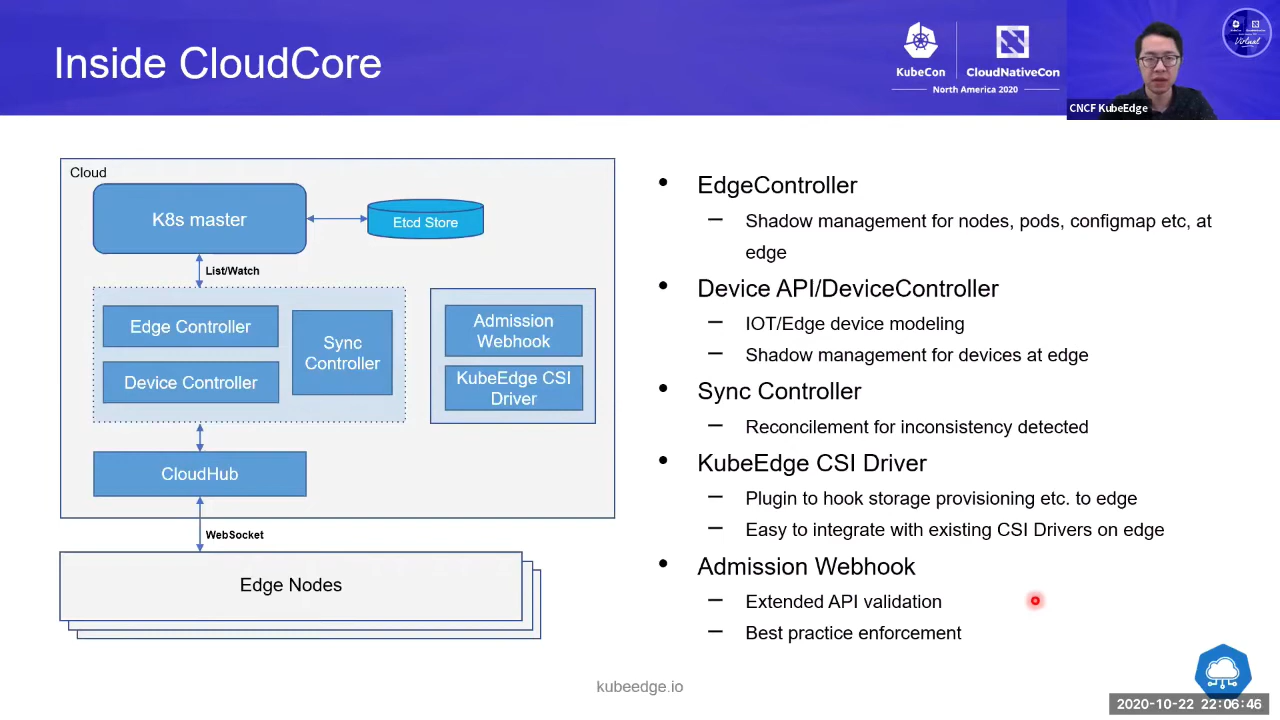 Inside CloudCore
KubeCon
CloudNativeCon
North America 2020
Virtual
CNCF KubeEdge
Cloud
K8s master
Etcd Store
List/Watch
Edge Controller
Device Controller
Sync
Controller
Admission
Webhook
KubeEdge CSI
Driver
CloudHub
WebSocket
Edge Nodes
• EdgeController
– Shadow management for nodes, pods, configmap etc, at
edge
• Device API/DeviceController
– IOT/Edge device modeling
– Shadow management for devices at edge
• Sync Controller
– Reconcilement for inconsistency detected
• KubeEdge CSI Driver
– Plugin to hook storage provisioning etc. to edge
– Easy to integrate with existing CSI Drivers on edge
• Admission Webhook
– Extended API validation
– Best practice enforcement
kubeedge.io
2020-10-22 22:06:46